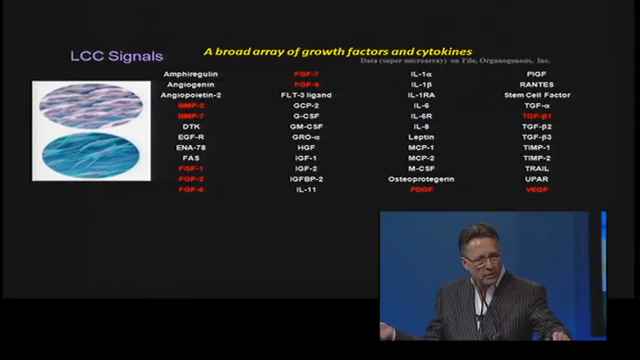 LCC Signals
A broad array of growth factors and cytokines
Data (super microarray) on File, Organogenesis, Inc.
Amphiregulin
Angiogenin
Angiopoietin-2
BMP-2
BMP-7
DTK
EGF-R
ENA-78
FAS
FGF-1
FGF-2
FGF-6
FGF-7
FGF-9
FLT-3 ligand
GCP-2
G-CSF
GM-CSF
GRO-α
HGF
IGF-1
IGF-2
IGFBP-2
IL-11
IL-1α
IL-1β
IL-1RA
IL-6
IL-6R
IL-8
Leptin
MCP-1
MCP-2
M-CSF
Osteoprotegerin
PDGF
PlGF
RANTES
Stem Cell Factor
TGF-α
TGF-β1
TGF-β2
TGF-β3
TIMP-1
TIMP-2
TRAIL
UPAR
VEGF